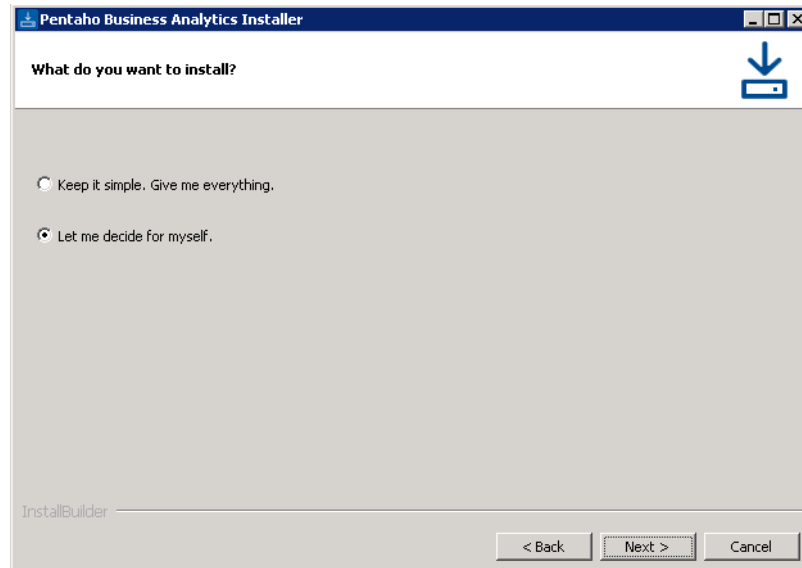 Pentaho Business Analytics Installer
What do you want to install?
Keep it simple. Give me everything.
Let me decide for myself.
InstallBuilder
< Back
Next >
Cancel